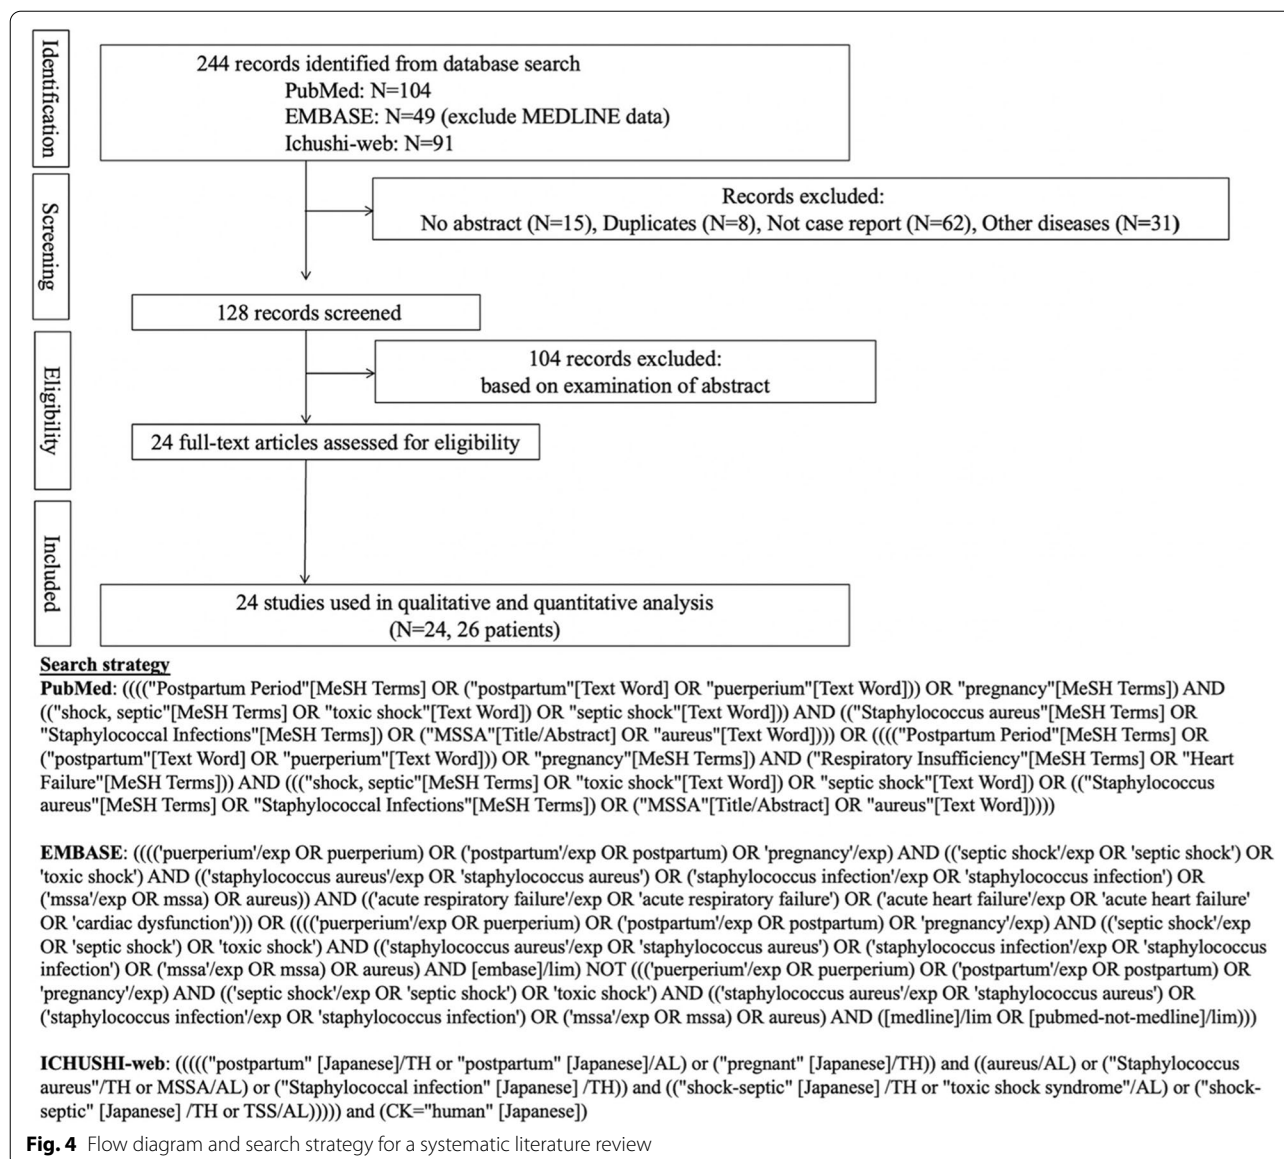 Identification
244 records identified from database search
PubMed: N=104
EMBASE: N=49 (exclude MEDLINE data)
Ichushi-web: N=91
Screening
Records excluded:
No abstract (N=15), Duplicates (N=8), Not case report (N=62), Other diseases (N=31)
128 records screened
Eligibility
104 records excluded:
based on examination of abstract
24 full-text articles assessed for eligibility
Included
24 studies used in qualitative and quantitative analysis
(N=24, 26 patients)
Search strategy
PubMed: (((("Postpartum Period"[MeSH Terms] OR ("postpartum"[Text Word] OR "puerperium"[Text Word])) OR "pregnancy"[MeSH Terms]) AND
(("shock, septic"[MeSH Terms] OR "toxic shock"[Text Word]) OR "septic shock"[Text Word])) AND (("Staphylococcus aureus"[MeSH Terms] OR
"Staphylococcal Infections"[MeSH Terms]) OR ("MSSA"[Title/Abstract] OR "aureus"[Text Word]))) OR (((("Postpartum Period"[MeSH Terms] OR
("postpartum"[Text Word] OR "puerperium"[Text Word])) OR "pregnancy"[MeSH Terms]) AND ("Respiratory Insufficiency"[MeSH Terms] OR "Heart
Failure"[MeSH Terms])) AND ((("shock, septic"[MeSH Terms] OR "toxic shock"[Text Word]) OR "septic shock"[Text Word]) OR (("Staphylococcus
aureus"[MeSH Terms] OR "Staphylococcal Infections"[MeSH Terms]) OR ("MSSA"[Title/Abstract] OR "aureus"[Text Word]))))
EMBASE: (((('puerperium'/exp OR puerperium) OR ('postpartum'/exp OR postpartum) OR 'pregnancy'/exp) AND (('septic shock'/exp OR 'septic shock') OR
'toxic shock') AND (('staphylococcus aureus'/exp OR 'staphylococcus aureus') OR ('staphylococcus infection'/exp OR 'staphylococcus infection') OR
('mssa'/exp OR mssa) OR aureus)) AND (('acute respiratory failure'/exp OR 'acute respiratory failure') OR ('acute heart failure'/exp OR 'acute heart failure'
OR 'cardiac dysfunction'))) OR (((('puerperium'/exp OR puerperium) OR ('postpartum'/exp OR postpartum) OR 'pregnancy'/exp) AND (('septic shock'/exp
OR 'septic shock') OR 'toxic shock') AND (('staphylococcus aureus'/exp OR 'staphylococcus aureus') OR ('staphylococcus infection'/exp OR 'staphylococcus
infection') OR ('mssa'/exp OR mssa) OR aureus) AND [embase]/lim) NOT ((('puerperium'/exp OR puerperium) OR ('postpartum'/exp OR postpartum) OR
'pregnancy'/exp) AND (('septic shock'/exp OR 'septic shock') OR 'toxic shock') AND (('staphylococcus aureus'/exp OR 'staphylococcus aureus') OR
('staphylococcus infection'/exp OR 'staphylococcus infection') OR ('mssa'/exp OR mssa) OR aureus) AND ([medline]/lim OR [pubmed-not-medline]/lim)))
ICHUSHI-web: ((((("postpartum" [Japanese]/TH or "postpartum" [Japanese]/AL) or ("pregnant" [Japanese]/TH)) and ((aureus/AL) or ("Staphylococcus
aureus"/TH or MSSA/AL) or ("Staphylococcal infection" [Japanese] /TH)) and (("shock-septic" [Japanese] /TH or "toxic shock syndrome"/AL) or ("shock-
septic" [Japanese] /TH or TSS/AL))))) and (CK="human" [Japanese])
Fig. 4 Flow diagram and search strategy for a systematic literature review